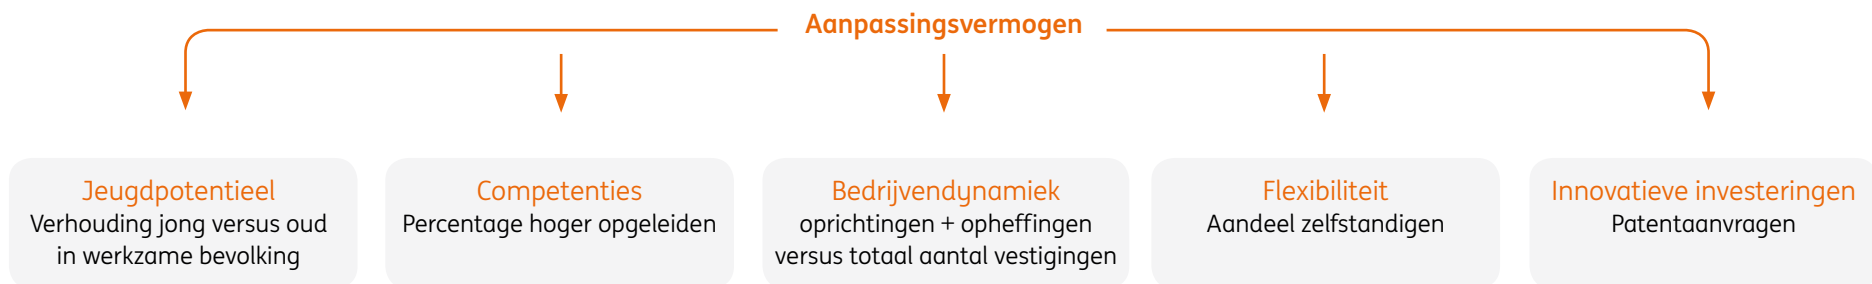 Aanpassingsvermogen
Jeugdpotentieel
Verhouding jong versus oud
in werkzame bevolking
Competenties
Percentage hoger opgeleiden
Bedrijvendynamiek
oprichtingen + opheffingen
versus totaal aantal vestigingen
Flexibiliteit
Aandeel zelfstandigen
Innovatieve investeringen
Patentaanvragen